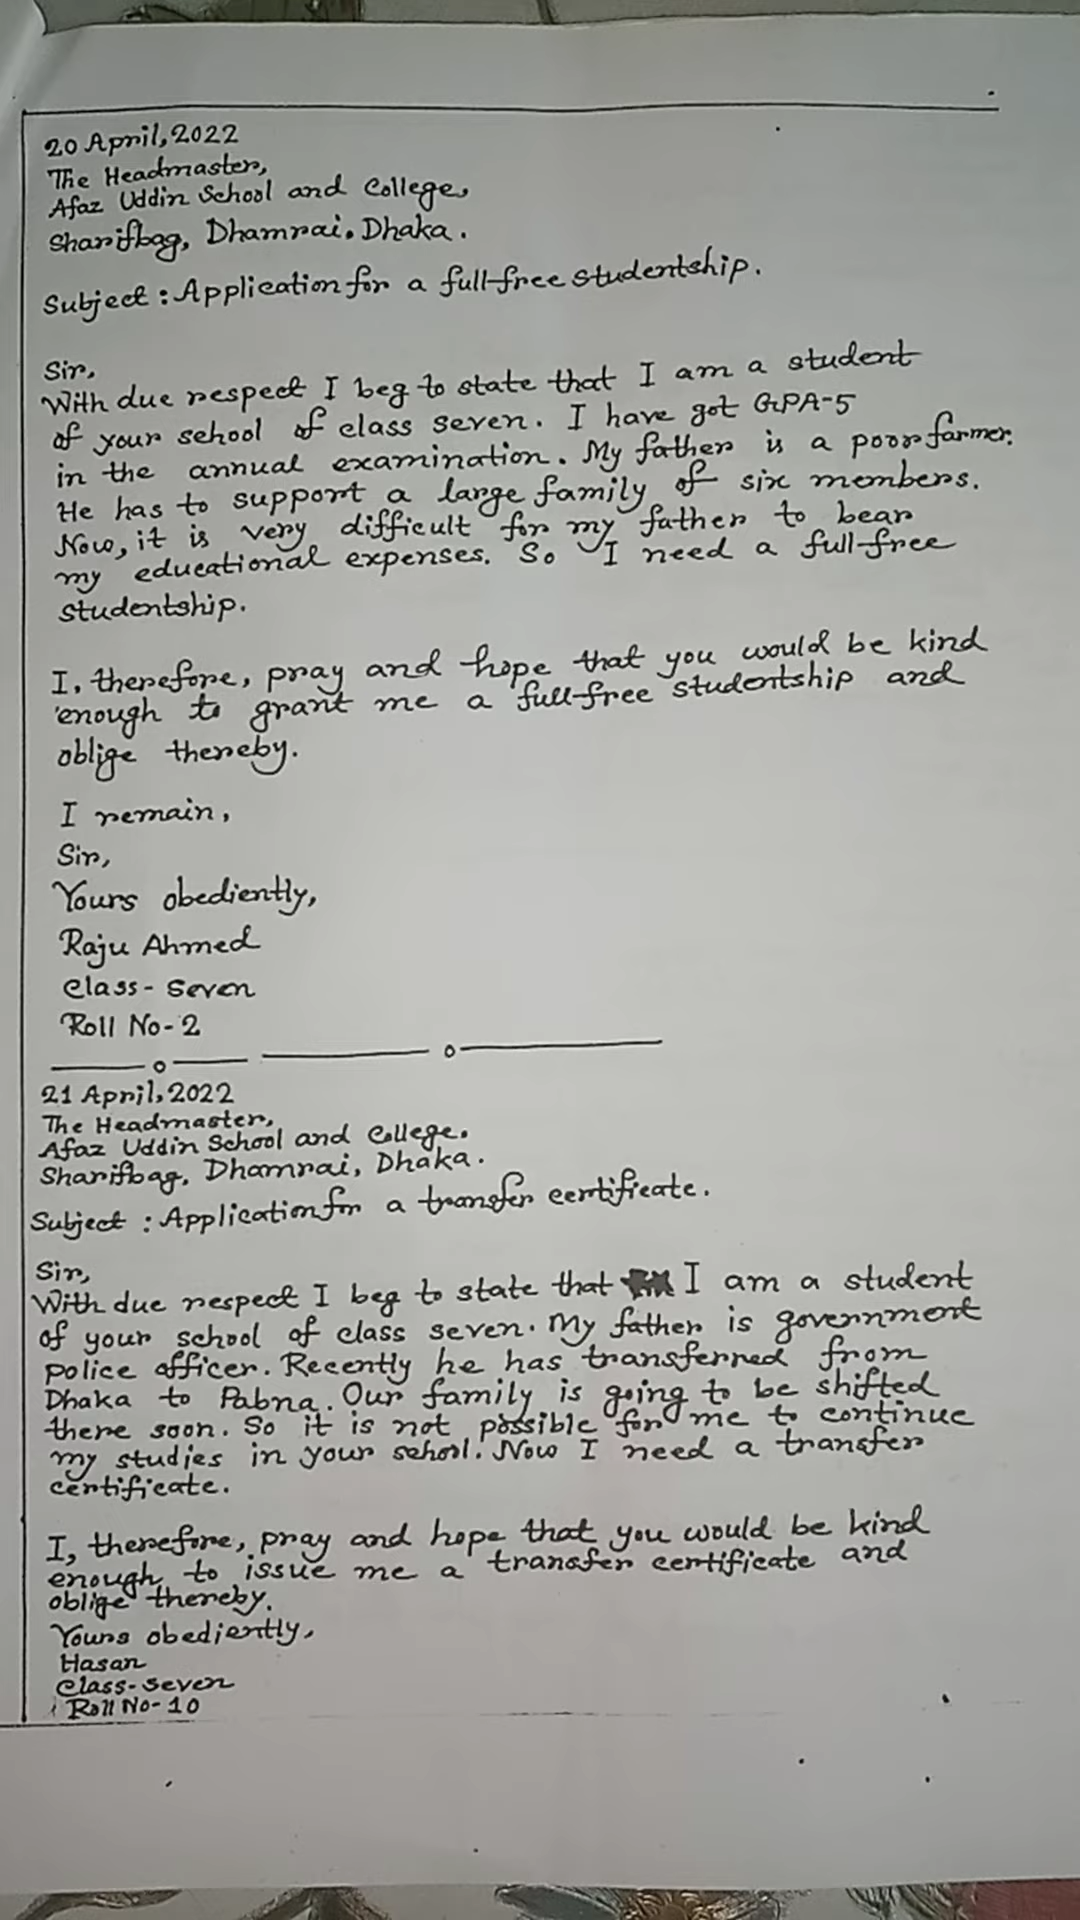 20 April, 2022
The Headmaster,
Afaz Uddin School and College,
Sharifbag, Dhamrai, Dhaka.
Subject : Application for a full-free studentship.
Sir,
With due respect I beg to state that I am a student
of your school of class seven. I have got GPA-5
in the annual examination. My father is a poor farmer.
He has to support a large family of six members.
Now, it is very difficult for my father to bear
my educational expenses. So I need a full-free
studentship.
I, therefore, pray and hope that you would be kind
enough to grant me a full-free studentship and
oblige thereby.
I remain,
Sir,
Yours obediently,
Raju Ahmed
Class- Seven
Roll No- 2
21 April, 2022
The Headmaster,
Afaz Uddin School and College.
Sharifbag, Dhamrai, Dhaka.
Subject : Application for a transfer certificate.
Sir,
With due respect I beg to state that I am a student
of your school of class seven. My father is government
police officer. Recently he has transferred from
Dhaka to Pabna. Our family is going to be shifted
there soon. So it is not possible for me to continue
my studies in your school. Now I need a transfer
certificate.
I, therefore, pray and hope that you would be kind
enough to issue me a transfer certificate and
oblige thereby.
Yours obediently,
Hasan
Class- Seven
Roll No- 10